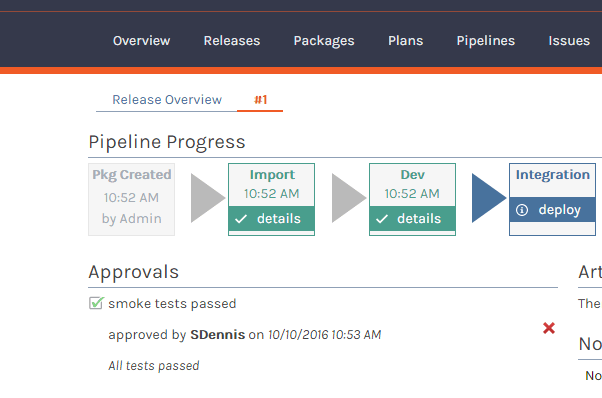 Overview Releases Packages Plans Pipelines Issues
Release Overview #1
Pipeline Progress
Pkg Created
10:52 AM
by Admin
Import
10:52 AM
details
Dev
10:52 AM
details
Integration
deploy
Approvals
smoke tests passed
approved by SDennis on 10/10/2016 10:53 AM
All tests passed
Art
The
No
No